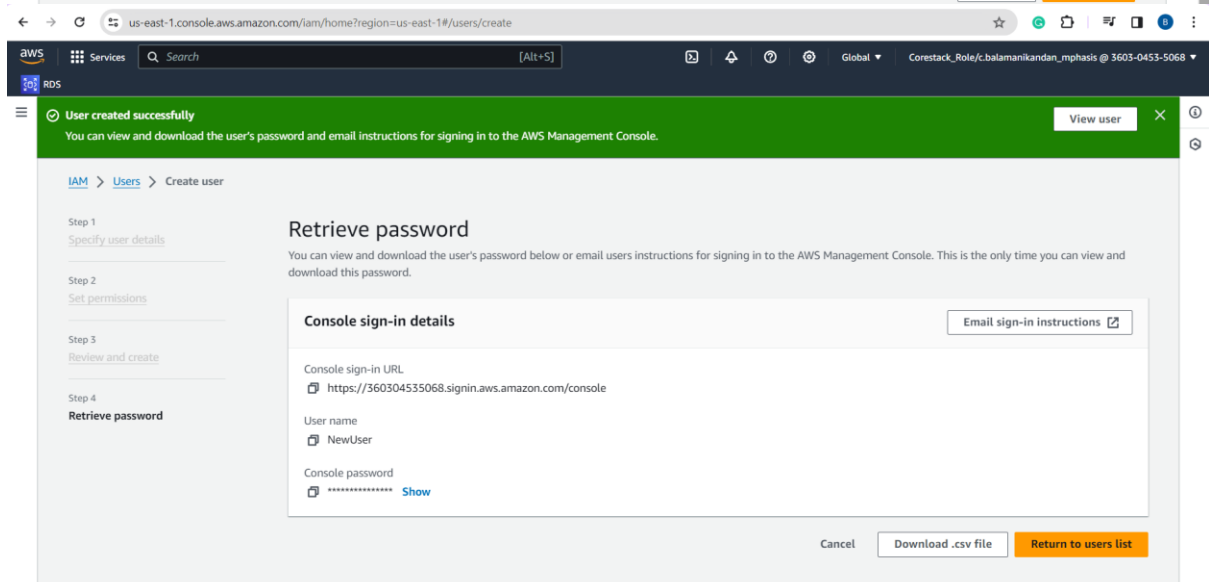 us-east-1.console.aws.amazon.com/iam/home?region=us-east-1#/users/create
B
aws
Services
Search
[Alt+S]
Global
Corestack_Role/c.balamanikandan_mphasis @ 3603-0453-5068
RDS
User created successfully
You can view and download the user's password and email instructions for signing in to the AWS Management Console.
View user
IAM > Users > Create user
Step 1
Specify user details
Step 2
Set permissions
Step 3
Review and create
Step 4
Retrieve password
Retrieve password
You can view and download the user's password below or email users instructions for signing in to the AWS Management Console. This is the only time you can view and
download this password.
Console sign-in details
Email sign-in instructions
Console sign-in URL
https://360304535068.signin.aws.amazon.com/console
User name
NewUser
Console password
*************** Show
Cancel
Download .csv file
Return to users list